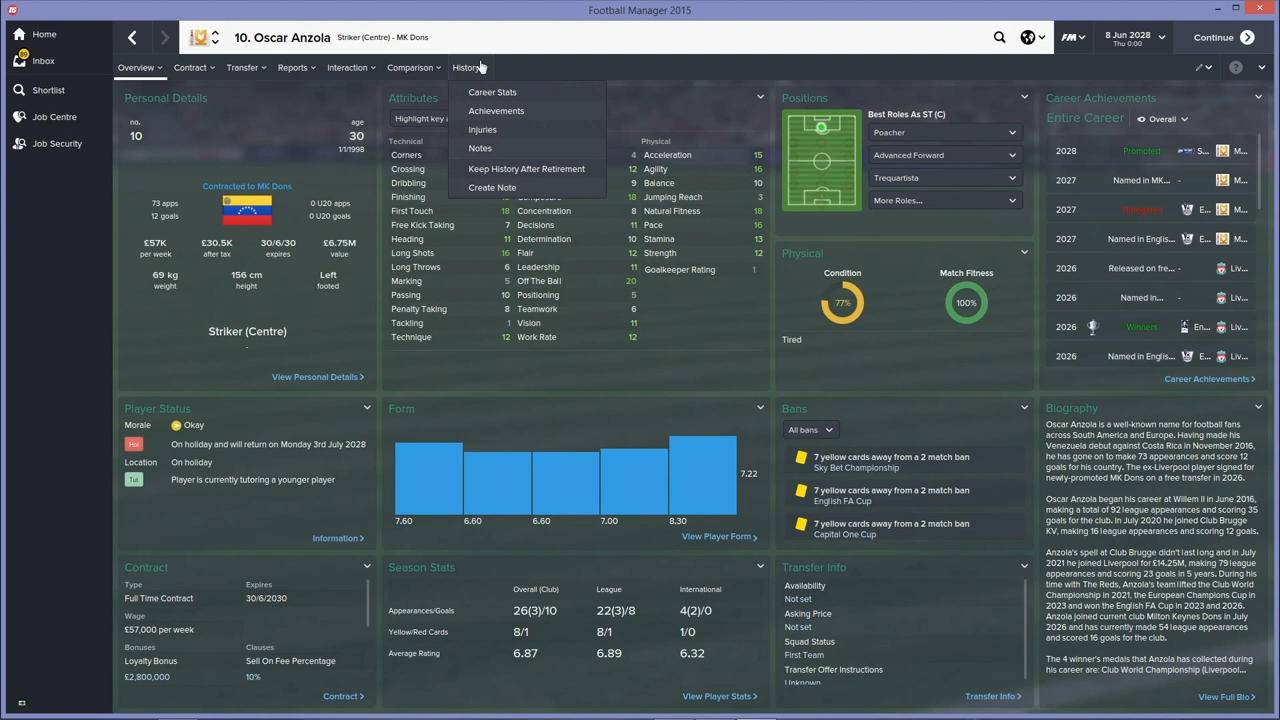 Football Manager 2015
Home
89
Inbox
Shortlist
Job Centre
Job Security
10. Oscar Anzola
Striker (Centre) - MK Dons
FM
8 Jun 2028
Thu 0:00
Continue
Overview
Contract
Transfer
Reports
Interaction
Comparison
History
Career Stats
Achievements
Injuries
Notes
Keep History After Retirement
Create Note
Personal Details
no.
10
age
30
1/1/1998
Contracted to MK Dons
73 apps
12 goals
0 U20 apps
0 U20 goals
£57K
per week
£30.5K
after tax
30/6/30
expires
£6.75M
value
69 kg
weight
156 cm
height
Left
footed
Striker (Centre)
-
View Personal Details >
Attributes
Highlight key a
Technical
Corners 4
Crossing 12
Dribbling
Finishing
First Touch 18
Free Kick Taking 7
Heading 11
Long Shots 16
Long Throws 6
Marking 5
Passing 10
Penalty Taking 8
Tackling 1
Technique 12
18
Concentration 8
Decisions 11
Determination 10
Flair 12
Leadership 11
Off The Ball 20
Positioning 5
Teamwork 6
Vision 11
Work Rate 12
Physical
Acceleration 15
Agility 16
Balance 10
Jumping Reach 3
Natural Fitness 18
Pace 16
Stamina 13
Strength 12
Goalkeeper Rating 1
Positions
Best Roles As ST (C)
Poacher
Advanced Forward
Trequartista
More Roles...
Physical
Condition
77%
Match Fitness
100%
Tired
Career Achievements
Entire Career
Overall
2028 Promoted S... M...
2027 Named in MK... - M...
2027 Relegated E... M...
2027 Named in Englis... E... M...
2026 Released on fre... - Liv...
2026 Named in... - Liv...
2026 Winners En... Liv...
2026 Named in Englis... E... Liv...
Career Achievements >
Player Status
Morale Okay
Hol On holiday and will return on Monday 3rd July 2028
Location On holiday
Tut Player is currently tutoring a younger player
Information >
Form
7.60
6.60
6.60
7.00
8.30
7.22
View Player Form >
Bans
All bans
7 yellow cards away from a 2 match ban
Sky Bet Championship
7 yellow cards away from a 2 match ban
English FA Cup
7 yellow cards away from a 2 match ban
Capital One Cup
Biography
Oscar Anzola is a well-known name for football fans
across South America and Europe. Having made his
Venezuela debut against Costa Rica in November 2016,
he has gone on to make 73 appearances and score 12
goals for his country. The ex-Liverpool player signed for
newly-promoted MK Dons on a free transfer in 2026.
Oscar Anzola began his career at Willem II in June 2016,
making a total of 92 league appearances and scoring 35
goals for the club. In July 2020 he joined Club Brugge
KV, making 16 league appearances and scoring 12 goals.
Anzola's spell at Club Brugge didn't last long and in July
2021 he joined Liverpool for £14.25M, making 79 league
appearances and scoring 23 goals in 5 years. During his
time with The Reds, Anzola's team lifted the Club World
Championship in 2021, the European Champions Cup in
2023 and won the English FA Cup in 2023 and 2026.
Anzola joined current club Milton Keynes Dons in July
2026 and has currently made 54 league appearances
and scored 16 goals for the club.
The 4 winner's medals that Anzola has collected during
his career are: Club World Championship (Liverpool...
View Full Bio >
Contract
Type
Full Time Contract
Expires
30/6/2030
Wage
£57,000 per week
Bonuses
Loyalty Bonus
£2,800,000
Clauses
Sell On Fee Percentage
10%
Contract >
Season Stats
Overall (Club) League International
Appearances/Goals 26(3)/10 22(3)/8 4(2)/0
Yellow/Red Cards 8/1 8/1 1/0
Average Rating 6.87 6.89 6.32
View Player Stats >
Transfer Info
Availability
Not set
Asking Price
Not set
Squad Status
First Team
Transfer Offer Instructions
Unknown
Transfer Info >